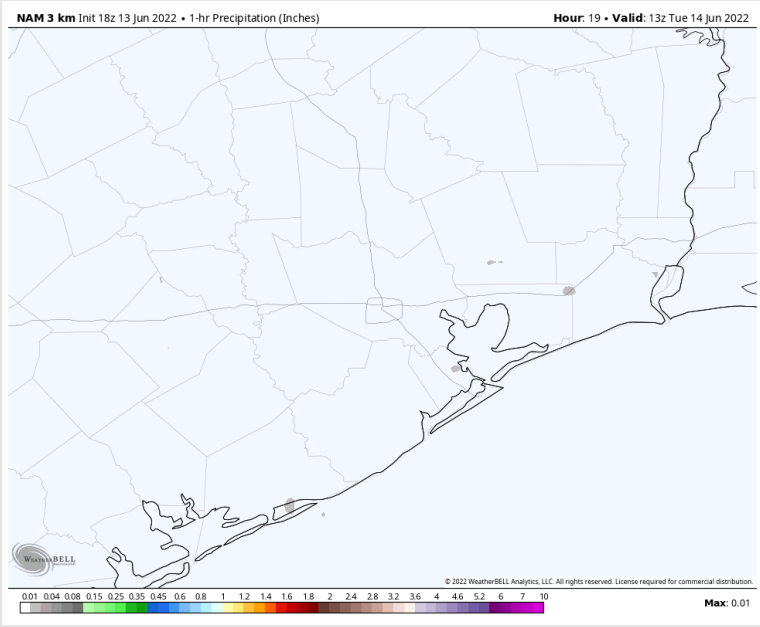 NAM 3 km Init 18z 13 Jun 2022 • 1-hr Precipitation (Inches)
Hour: 19 • Valid: 13z Tue 14 Jun 2022
WEATHERBELL
© 2022 WeatherBELL Analytics, LLC. All rights reserved. License required for commercial distribution.
0.01 0.04 0.08 0.15 0.25 0.35 0.45 0.6 0.8 1 1.2 1.4 1.6 1.8 2 2.4 2.8 3.2 3.6 4 4.6 5.2 6 7 10
Max: 0.01